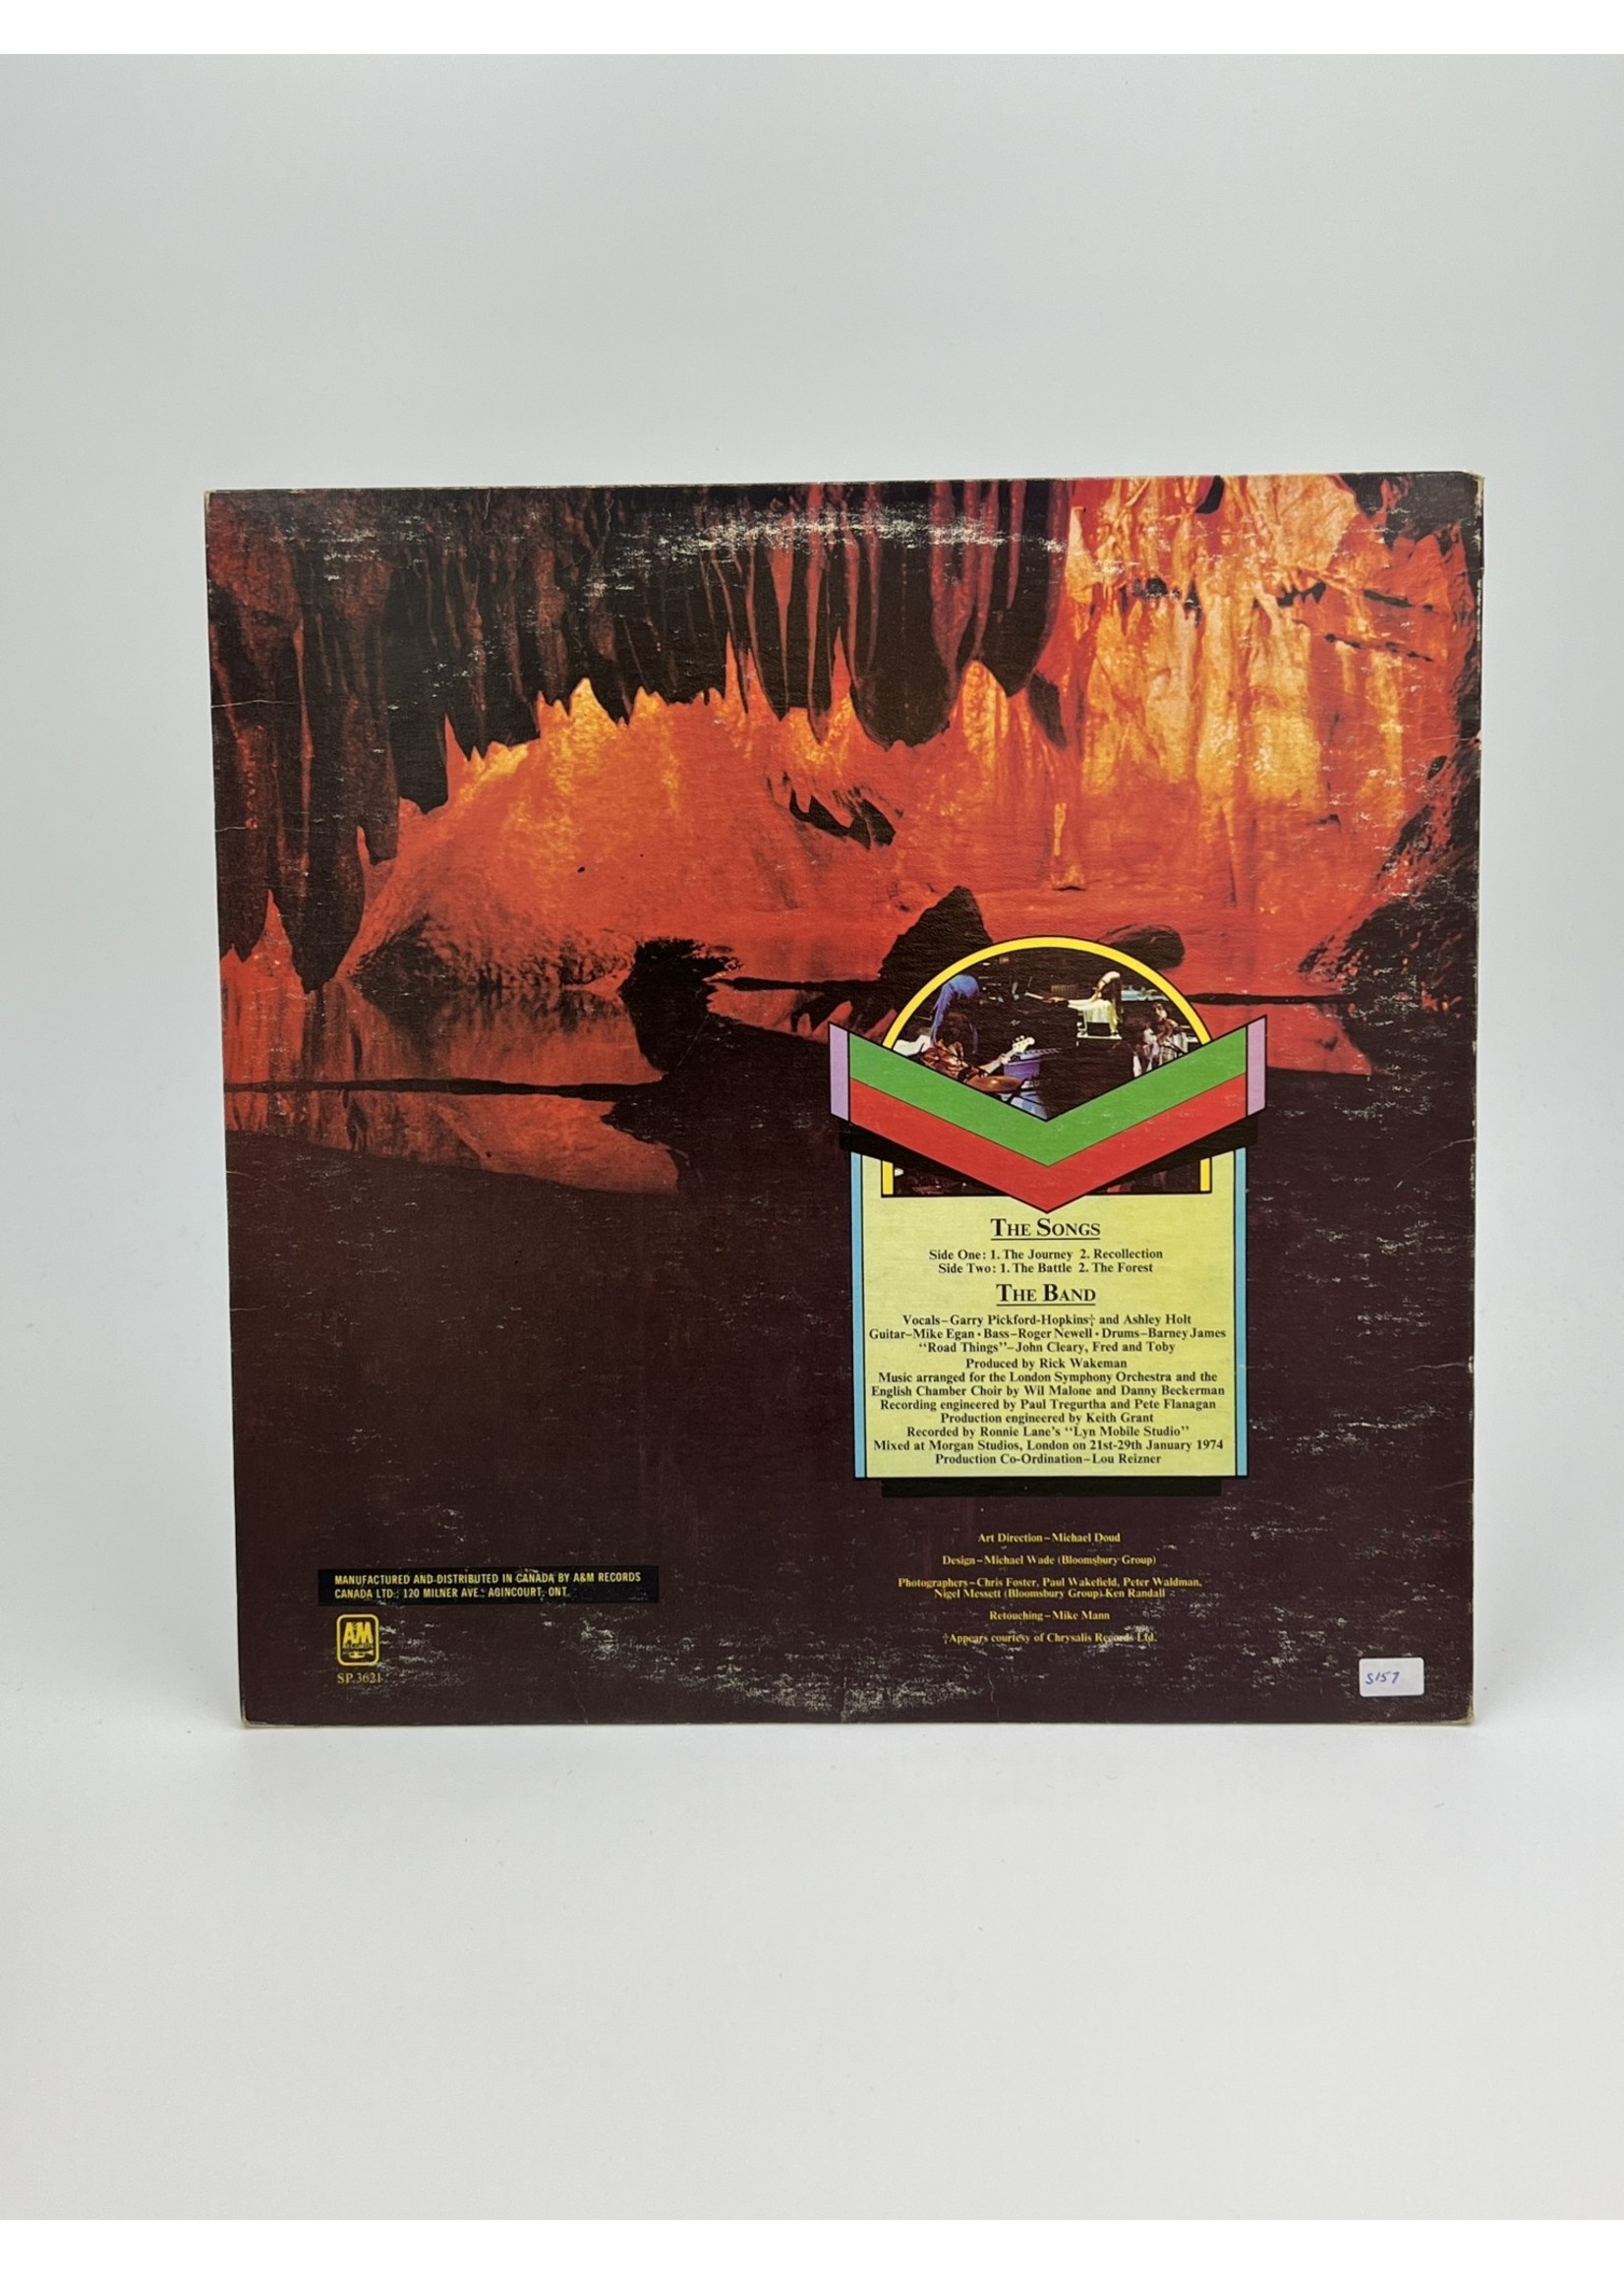 The Songs
Side One: 1. The Journey 2. Recollection
Side Two: 1. The Battle 2. The Forest
The Band
Vocals–Garry Pickford-Hopkins† and Ashley Holt
Guitar–Mike Egan • Bass–Roger Newell • Drums–Barney James
"Road Things"–John Cleary, Fred and Toby
Produced by Rick Wakeman
Music arranged for the London Symphony Orchestra and the
English Chamber Choir by Wil Malone and Danny Beckerman
Recording engineered by Paul Tregurtha and Pete Flanagan
Production engineered by Keith Grant
Recorded by Ronnie Lane's "Lyn Mobile Studio"
Mixed at Morgan Studios, London on 21st-29th January 1974
Production Co-Ordination–Lou Reizner
Art Direction–Michael Doud
Design–Michael Wade (Bloomsbury Group)
Photographers–Chris Foster, Paul Wakefield, Peter Waldman,
Nigel Messett (Bloomsbury Group) Ken Randall
Retouching–Mike Mann
†Appears courtesy of Chrysalis Records Ltd.
MANUFACTURED AND DISTRIBUTED IN CANADA BY A&M RECORDS
CANADA LTD., 120 MILNER AVE., AGINCOURT, ONT.
A&M
RECORDS
SP 3621
S157